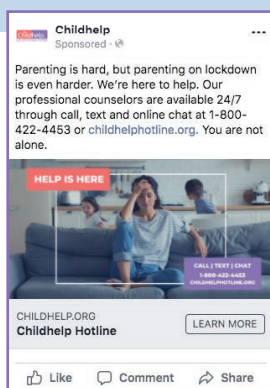 Childhelp
Childhelp
Sponsored ·
Parenting is hard, but parenting on lockdown
is even harder. We're here to help. Our
professional counselors are available 24/7
through call, text and online chat at 1-800-
422-4453 or childhelphotline.org. You are not
alone.
HELP IS HERE
CALL | TEXT | CHAT
1-800-422-4453
CHILDHELPHOTLINE.ORG
CHILDHELP.ORG
Childhelp Hotline
LEARN MORE
Like Comment Share